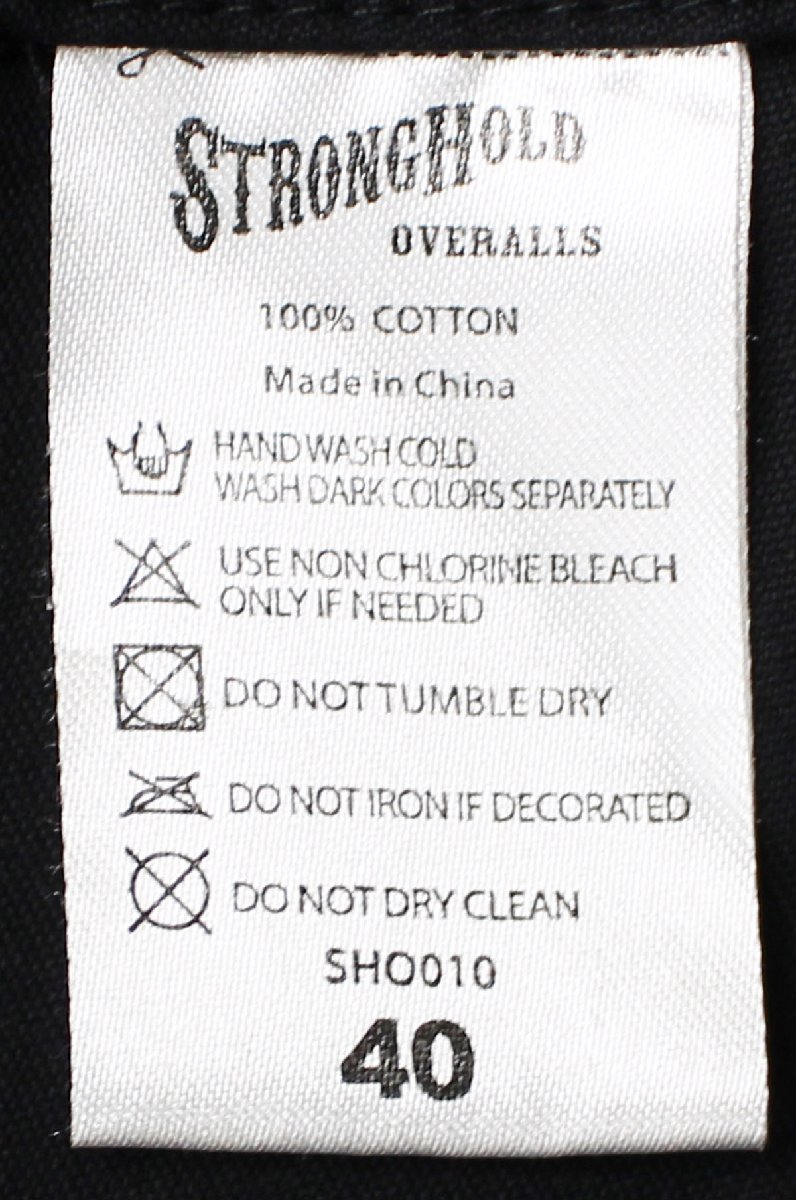 STRONGHOLD
OVERALLS
100% COTTON
Made in China
HAND WASH COLD
WASH DARK COLORS SEPARATELY
USE NON CHLORINE BLEACH
ONLY IF NEEDED
DO NOT TUMBLE DRY
DO NOT IRON IF DECORATED
DO NOT DRY CLEAN
SHO010
40